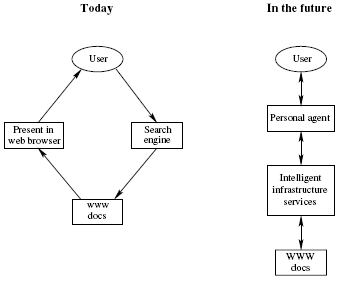 Today
User
Search
engine
www
docs
Present in
web browser
In the future
User
Personal agent
Intelligent
infrastructure
services
WWW
docs